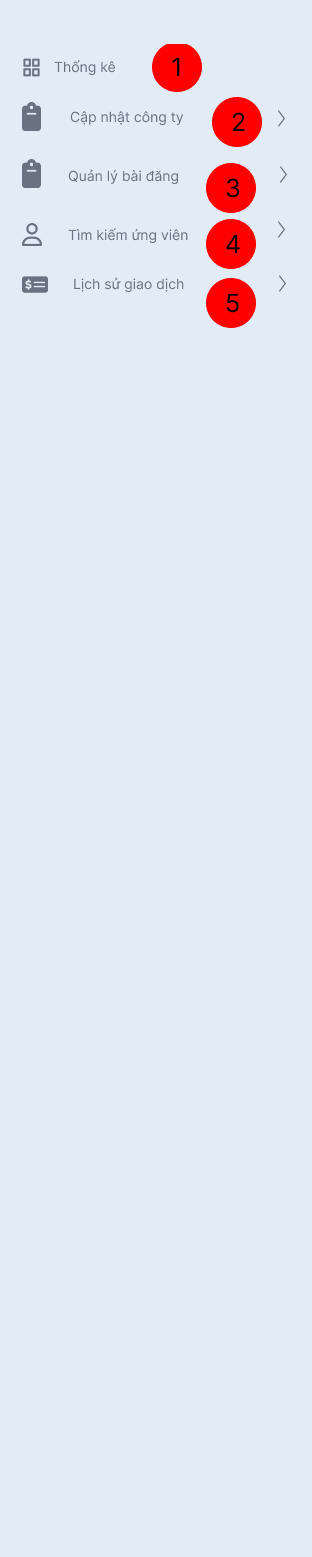 Thống kê 1
Cập nhật công ty 2
Quản lý bài đăng 3
Tìm kiếm ứng viên 4
Lịch sử giao dịch 5